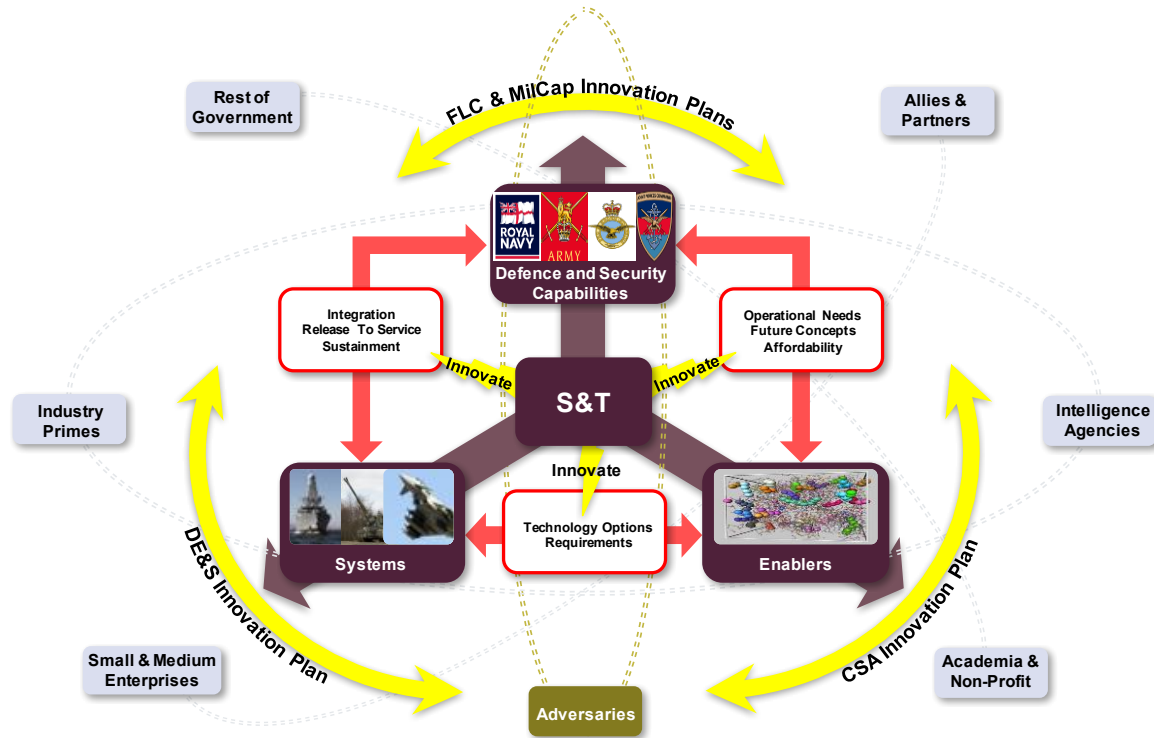 FLC & MilCap Innovation Plans
Rest of
Government
Allies &
Partners
ROYAL
NAVY
ARMY
Defence and Security
Capabilities
Integration
Release To Service
Sustainment
Operational Needs
Future Concepts
Affordability
Innovate
Innovate
S&T
Industry
Primes
Intelligence
Agencies
Innovate
Technology Options
Requirements
Systems
Enablers
DE&S Innovation Plan
CSA Innovation Plan
Small & Medium
Enterprises
Academia &
Non-Profit
Adversaries